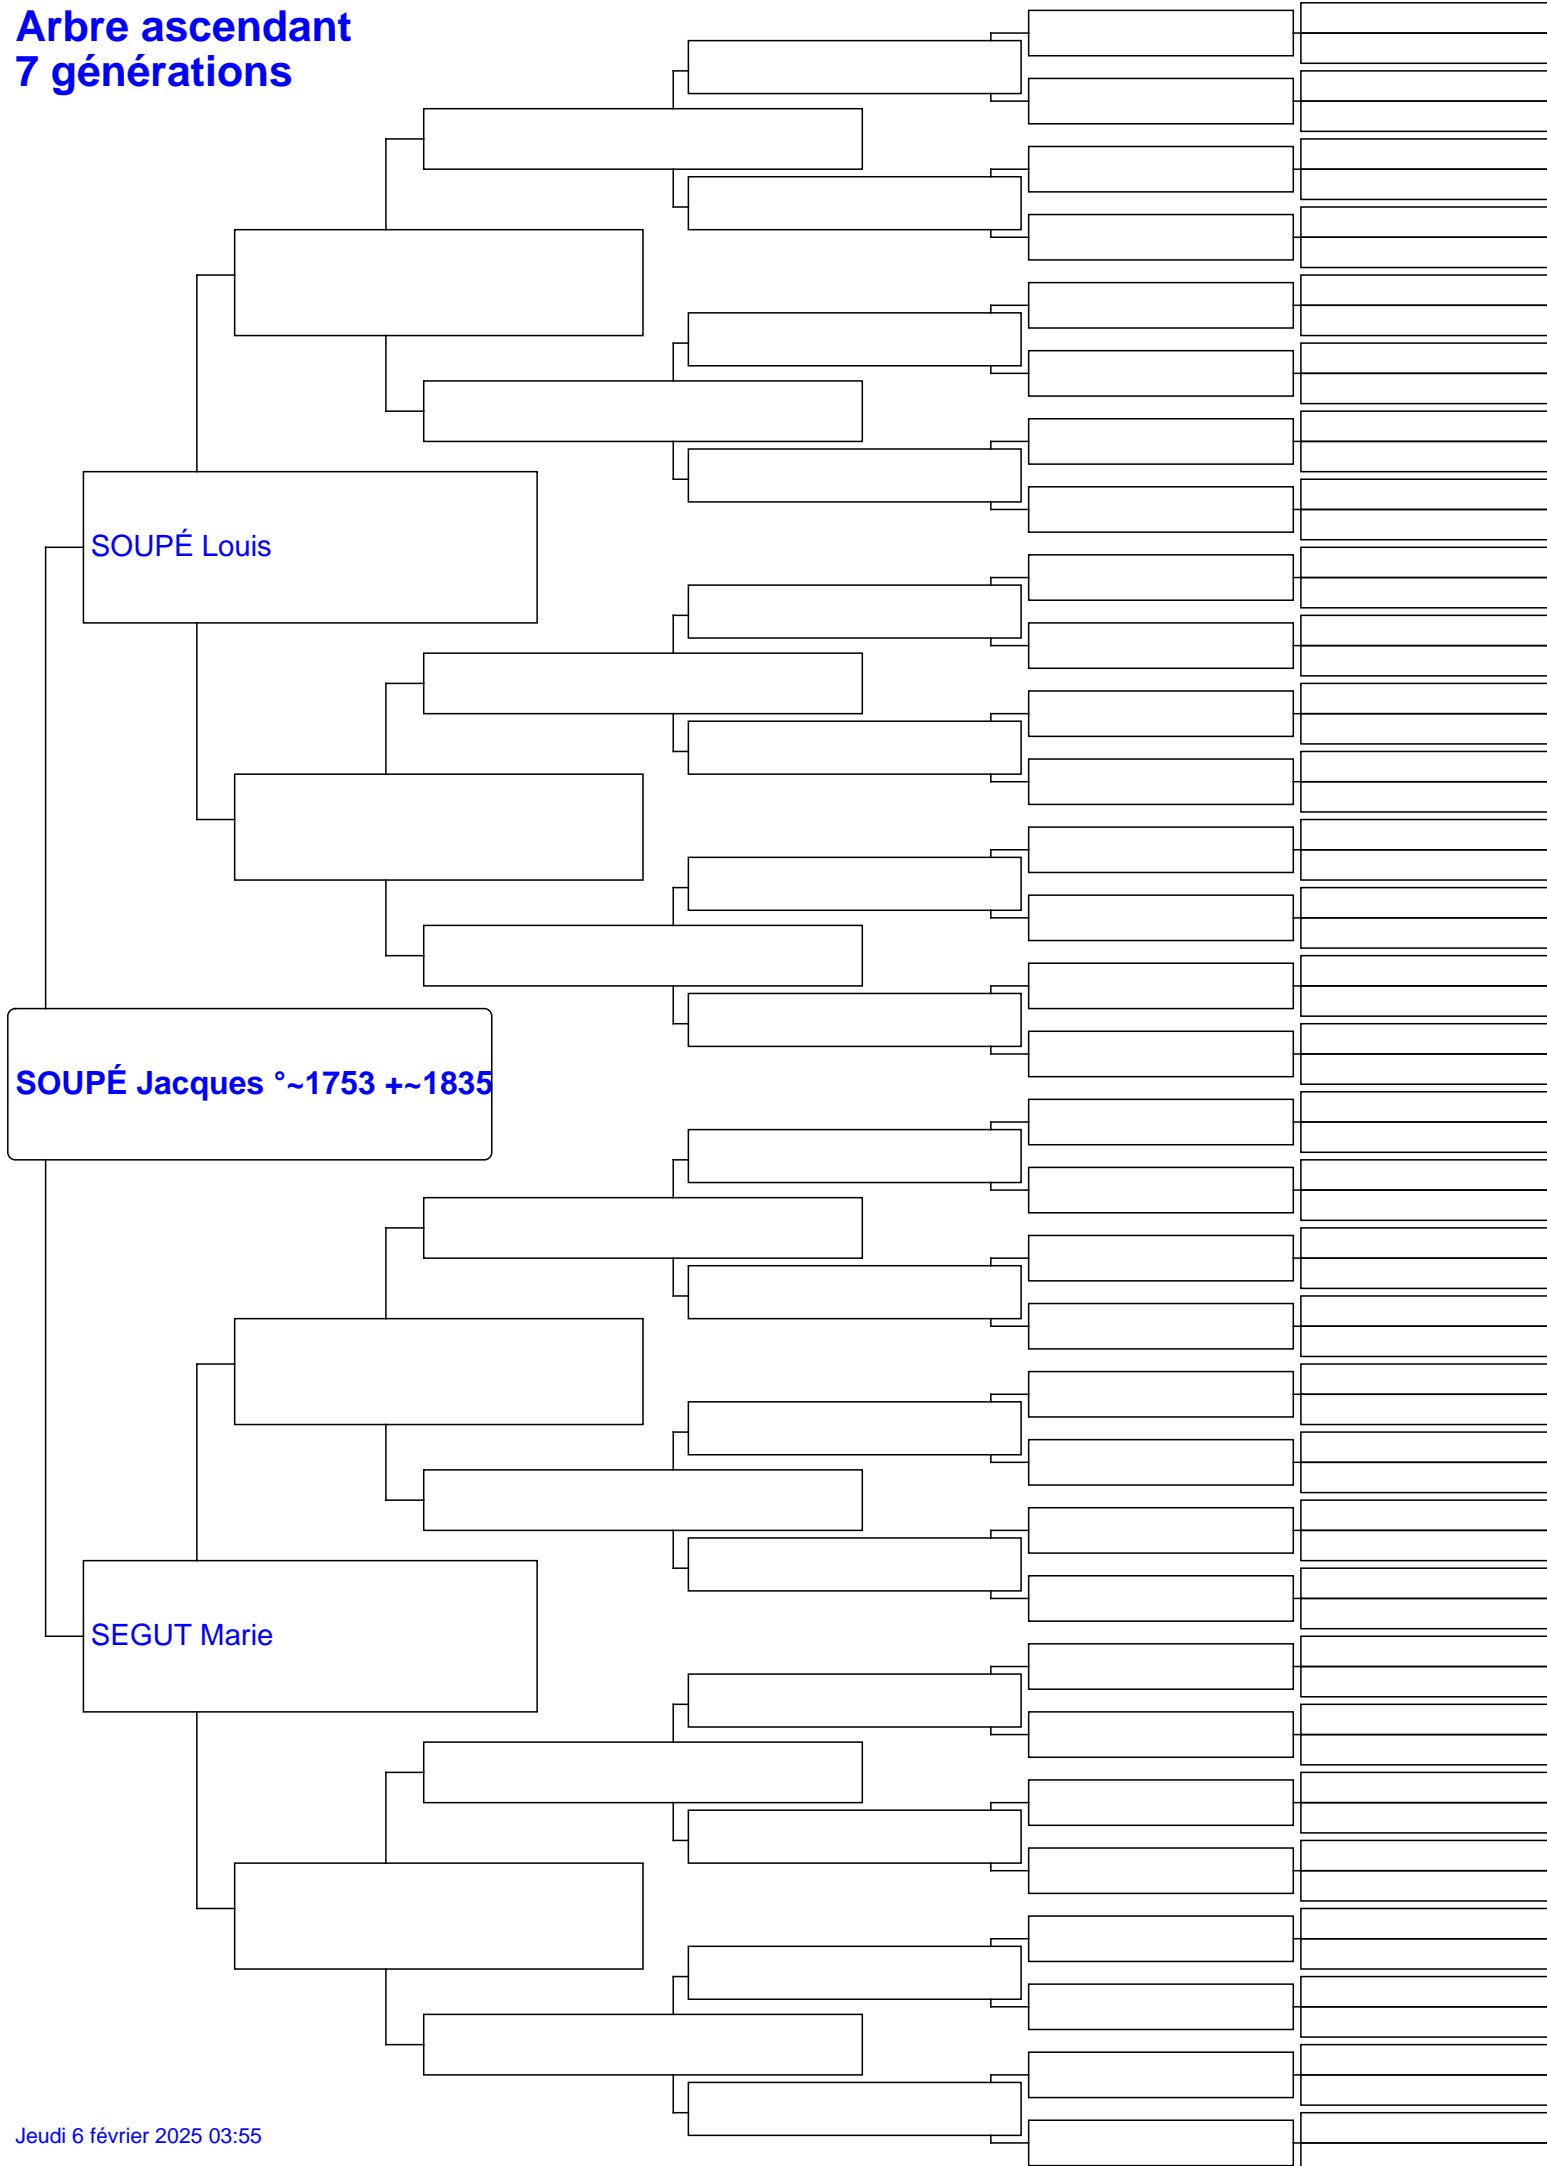 Arbre ascendant
7 générations
SOUPÉ Louis
SOUPÉ Jacques °~1753 +~1835
SEGUT Marie
Jeudi 6 février 2025 03:55